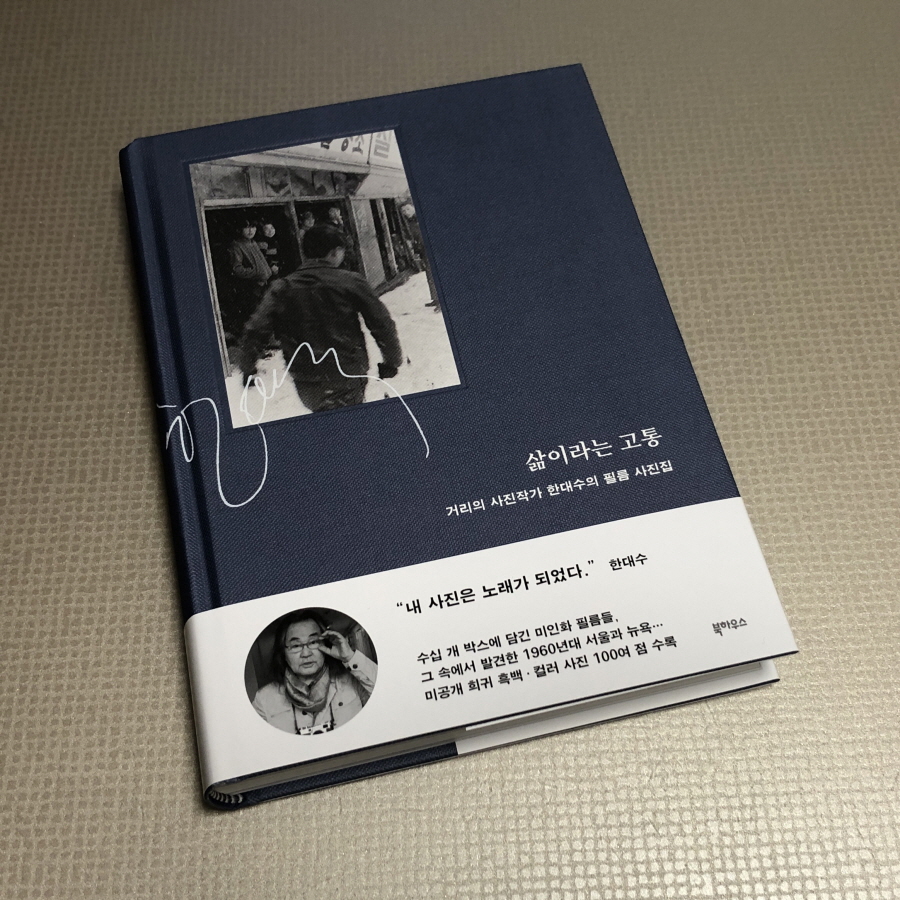 삶이라는 고통
거리의 사진작가 한대수의 필름 사진집
“내 사진은 노래가 되었다.” 한대수
수십 개 박스에 담긴 미인화 필름들,
그 속에서 발견한 1960년대 서울과 뉴욕…
미공개 희귀 흑백·컬러 사진 100여 점 수록
북하우스